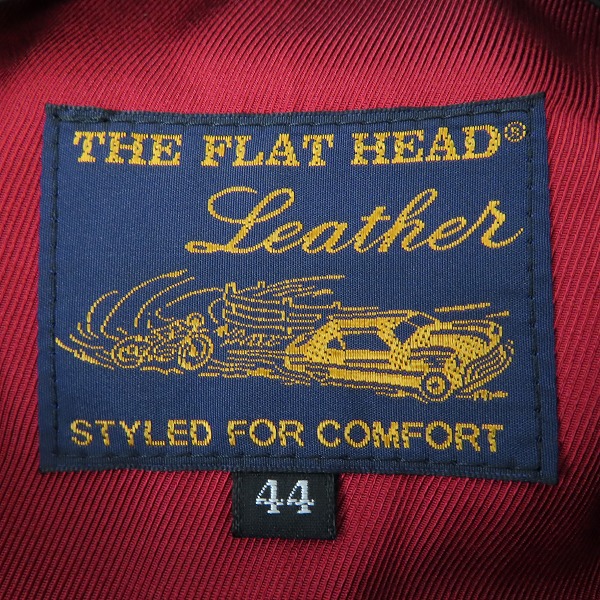 THE FLAT HEAD®
Leather
STYLED FOR COMFORT
44